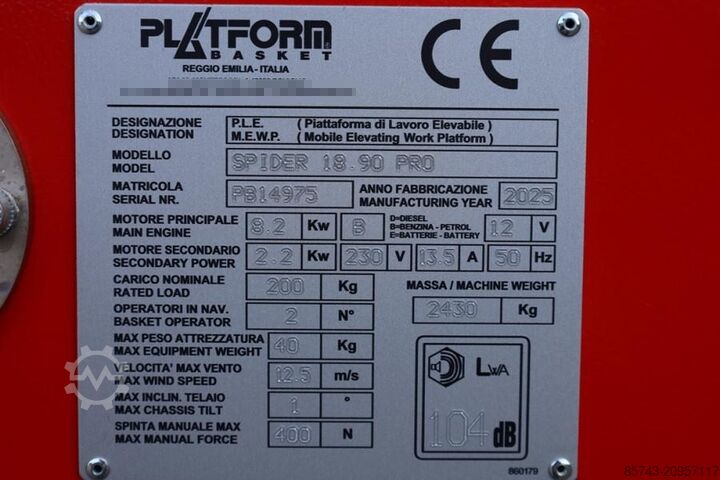 PLATFORM
BASKET
REGGIO EMILIA - ITALIA
CE
DESIGNAZIONE P.L.E. ( Piattaforma di Lavoro Elevabile )
DESIGNATION M.E.W.P. ( Mobile Elevating Work Platform )
MODELLO
MODEL SPIDER 18.90 PRO
MATRICOLA ANNO FABBRICAZIONE
SERIAL NR. PB14975 MANUFACTURING YEAR 2025
MOTORE PRINCIPALE D=DIESEL
MAIN ENGINE 8.2 Kw B B=BENZINA - PETROL 12 V
E=BATTERIE - BATTERY
MOTORE SECONDARIO
SECONDARY POWER 2.2 Kw 230 V 13.5 A 50 Hz
CARICO NOMINALE
RATED LOAD 200 Kg MASSA / MACHINE WEIGHT
OPERATORI IN NAV.
BASKET OPERATOR 2 N° 2430 Kg
MAX PESO ATTREZZATURA
MAX EQUIPMENT WEIGHT 40 Kg
VELOCITA' MAX VENTO
MAX WIND SPEED 12.5 m/s LWA
MAX INCLIN. TELAIO
MAX CHASSIS TILT 1 °
SPINTA MANUALE MAX
MAX MANUAL FORCE 400 N 104 dB
860179